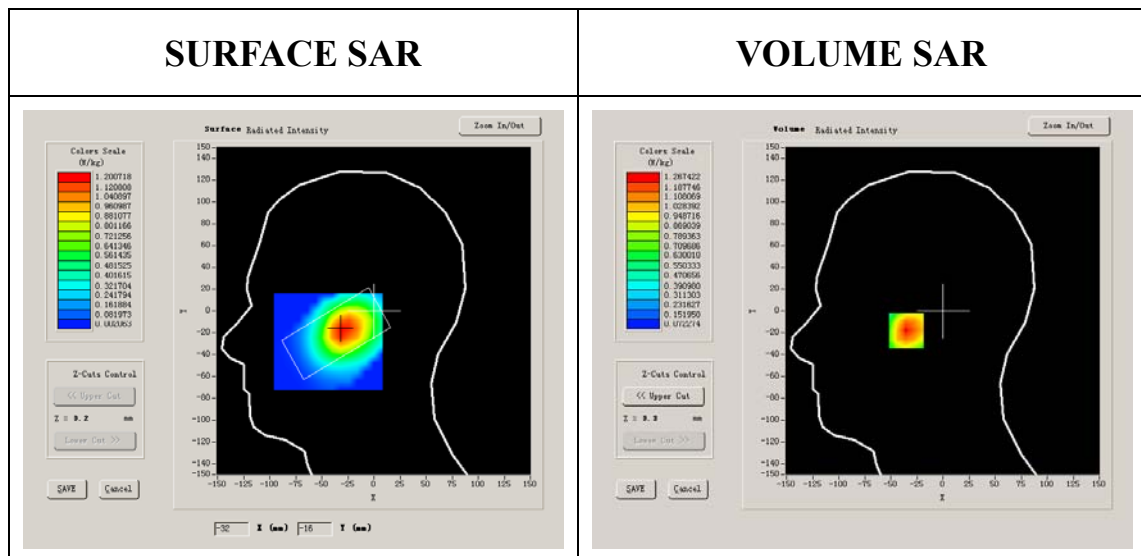 SURFACE SAR
Surface Radiated Intensity
Zoom In/Out
Colors Scale
(W/kg)
1.200718
1.120808
1.040897
0.960987
0.881077
0.801166
0.721256
0.641346
0.561435
0.481525
0.401615
0.321704
0.241794
0.161884
0.081973
0.002063
Z-Cuts Control
<< Upper Cut
Z = 3.2 mm
Lower Cut >>
SAVE Cancel
150
140
120
100
80
60
40
20
0
-20
-40
-60
-80
-100
-120
-140
-150
Y
-150 -125 -100 -75 -50 -25 0 25 50 75 100 125 150
X
-32 X (mm) -16 Y (mm)
VOLUME SAR
Volume Radiated Intensity
Zoom In/Out
Colors Scale
(W/kg)
1.267422
1.187746
1.108069
1.028392
0.948716
0.869039
0.789363
0.709686
0.630010
0.550333
0.470656
0.390980
0.311303
0.231627
0.151950
0.072274
Z-Cuts Control
<< Upper Cut
Z = 3.3 mm
Lower Cut >>
SAVE Cancel
150
140
120
100
80
60
40
20
0
-20
-40
-60
-80
-100
-120
-140
-150
Y
-150 -125 -100 -75 -50 -25 0 25 50 75 100 125 150
X